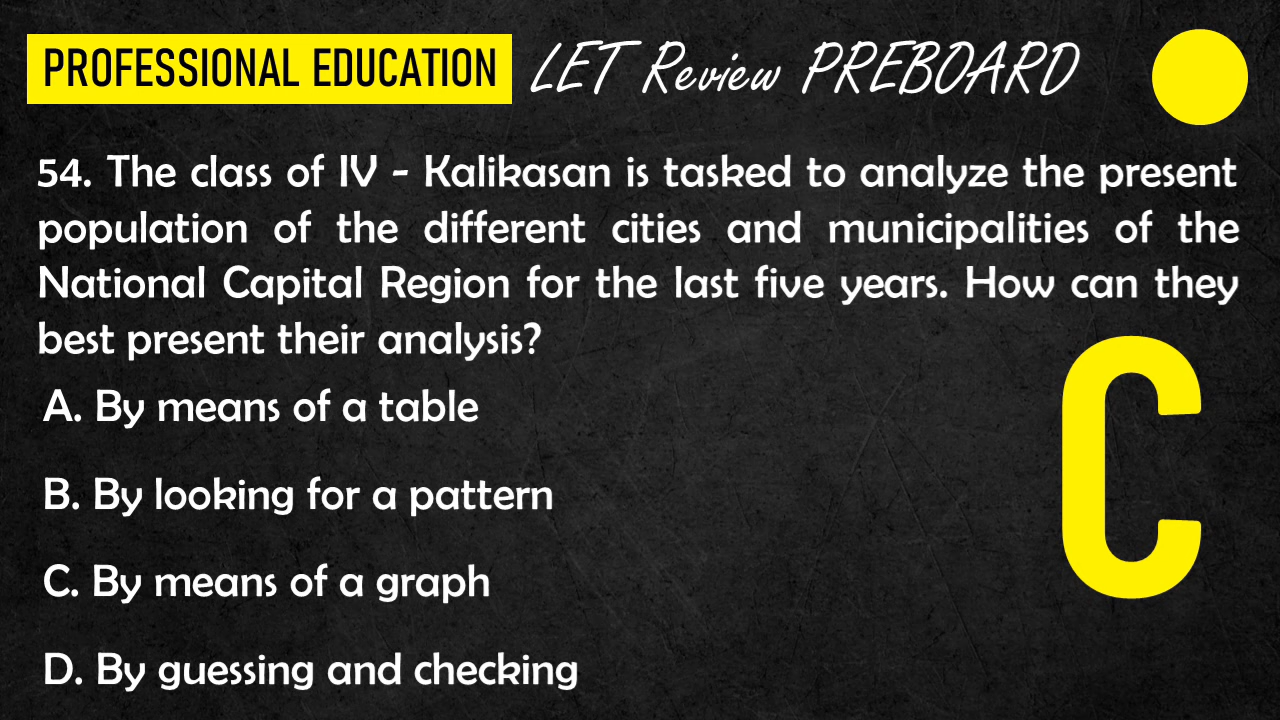 PROFESSIONAL EDUCATION LET Review PREBOARD
54. The class of IV - Kalikasan is tasked to analyze the present
population of the different cities and municipalities of the
National Capital Region for the last five years. How can they
best present their analysis?
A. By means of a table
B. By looking for a pattern
C. By means of a graph
D. By guessing and checking
C